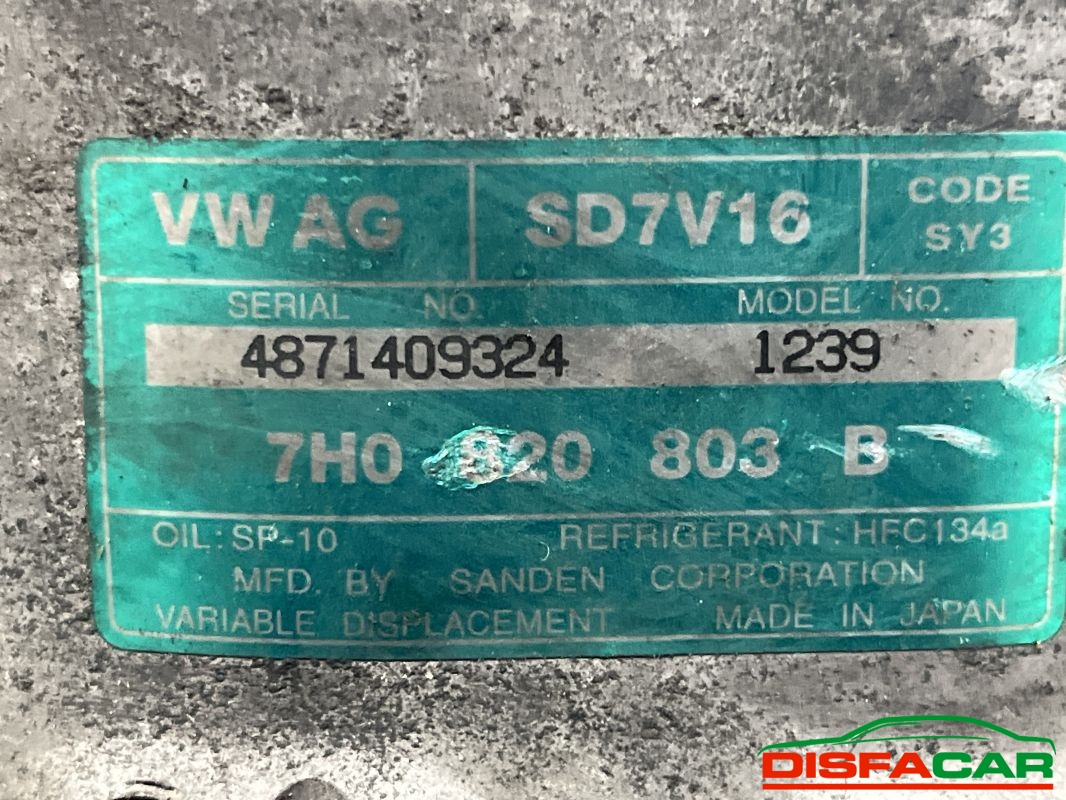 VW AG SD7V16 CODE SY3
SERIAL NO. MODEL NO.
4871409324 1239
7H0 820 803 B
OIL: SP-10 REFRIGERANT: HFC134a
MFD. BY SANDEN CORPORATION
VARIABLE DISPLACEMENT MADE IN JAPAN
DISFACAR